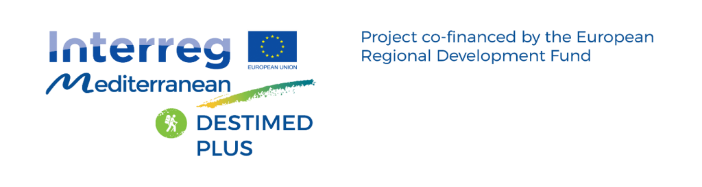 Interreg
EUROPEAN UNION
Mediterranean
DESTIMED
PLUS
Project co-financed by the European
Regional Development Fund